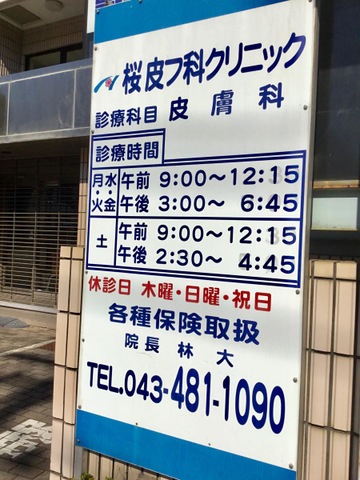 桜皮フ科クリニック
診療科目 皮膚科
診療時間
月・火 水金 午前 9:00〜12:15
午後 3:00〜6:45
土 午前 9:00〜12:15
午後 2:30〜4:45
休診日 木曜・日曜・祝日
各種保険取扱
院長 林 大
TEL.043-481-1090